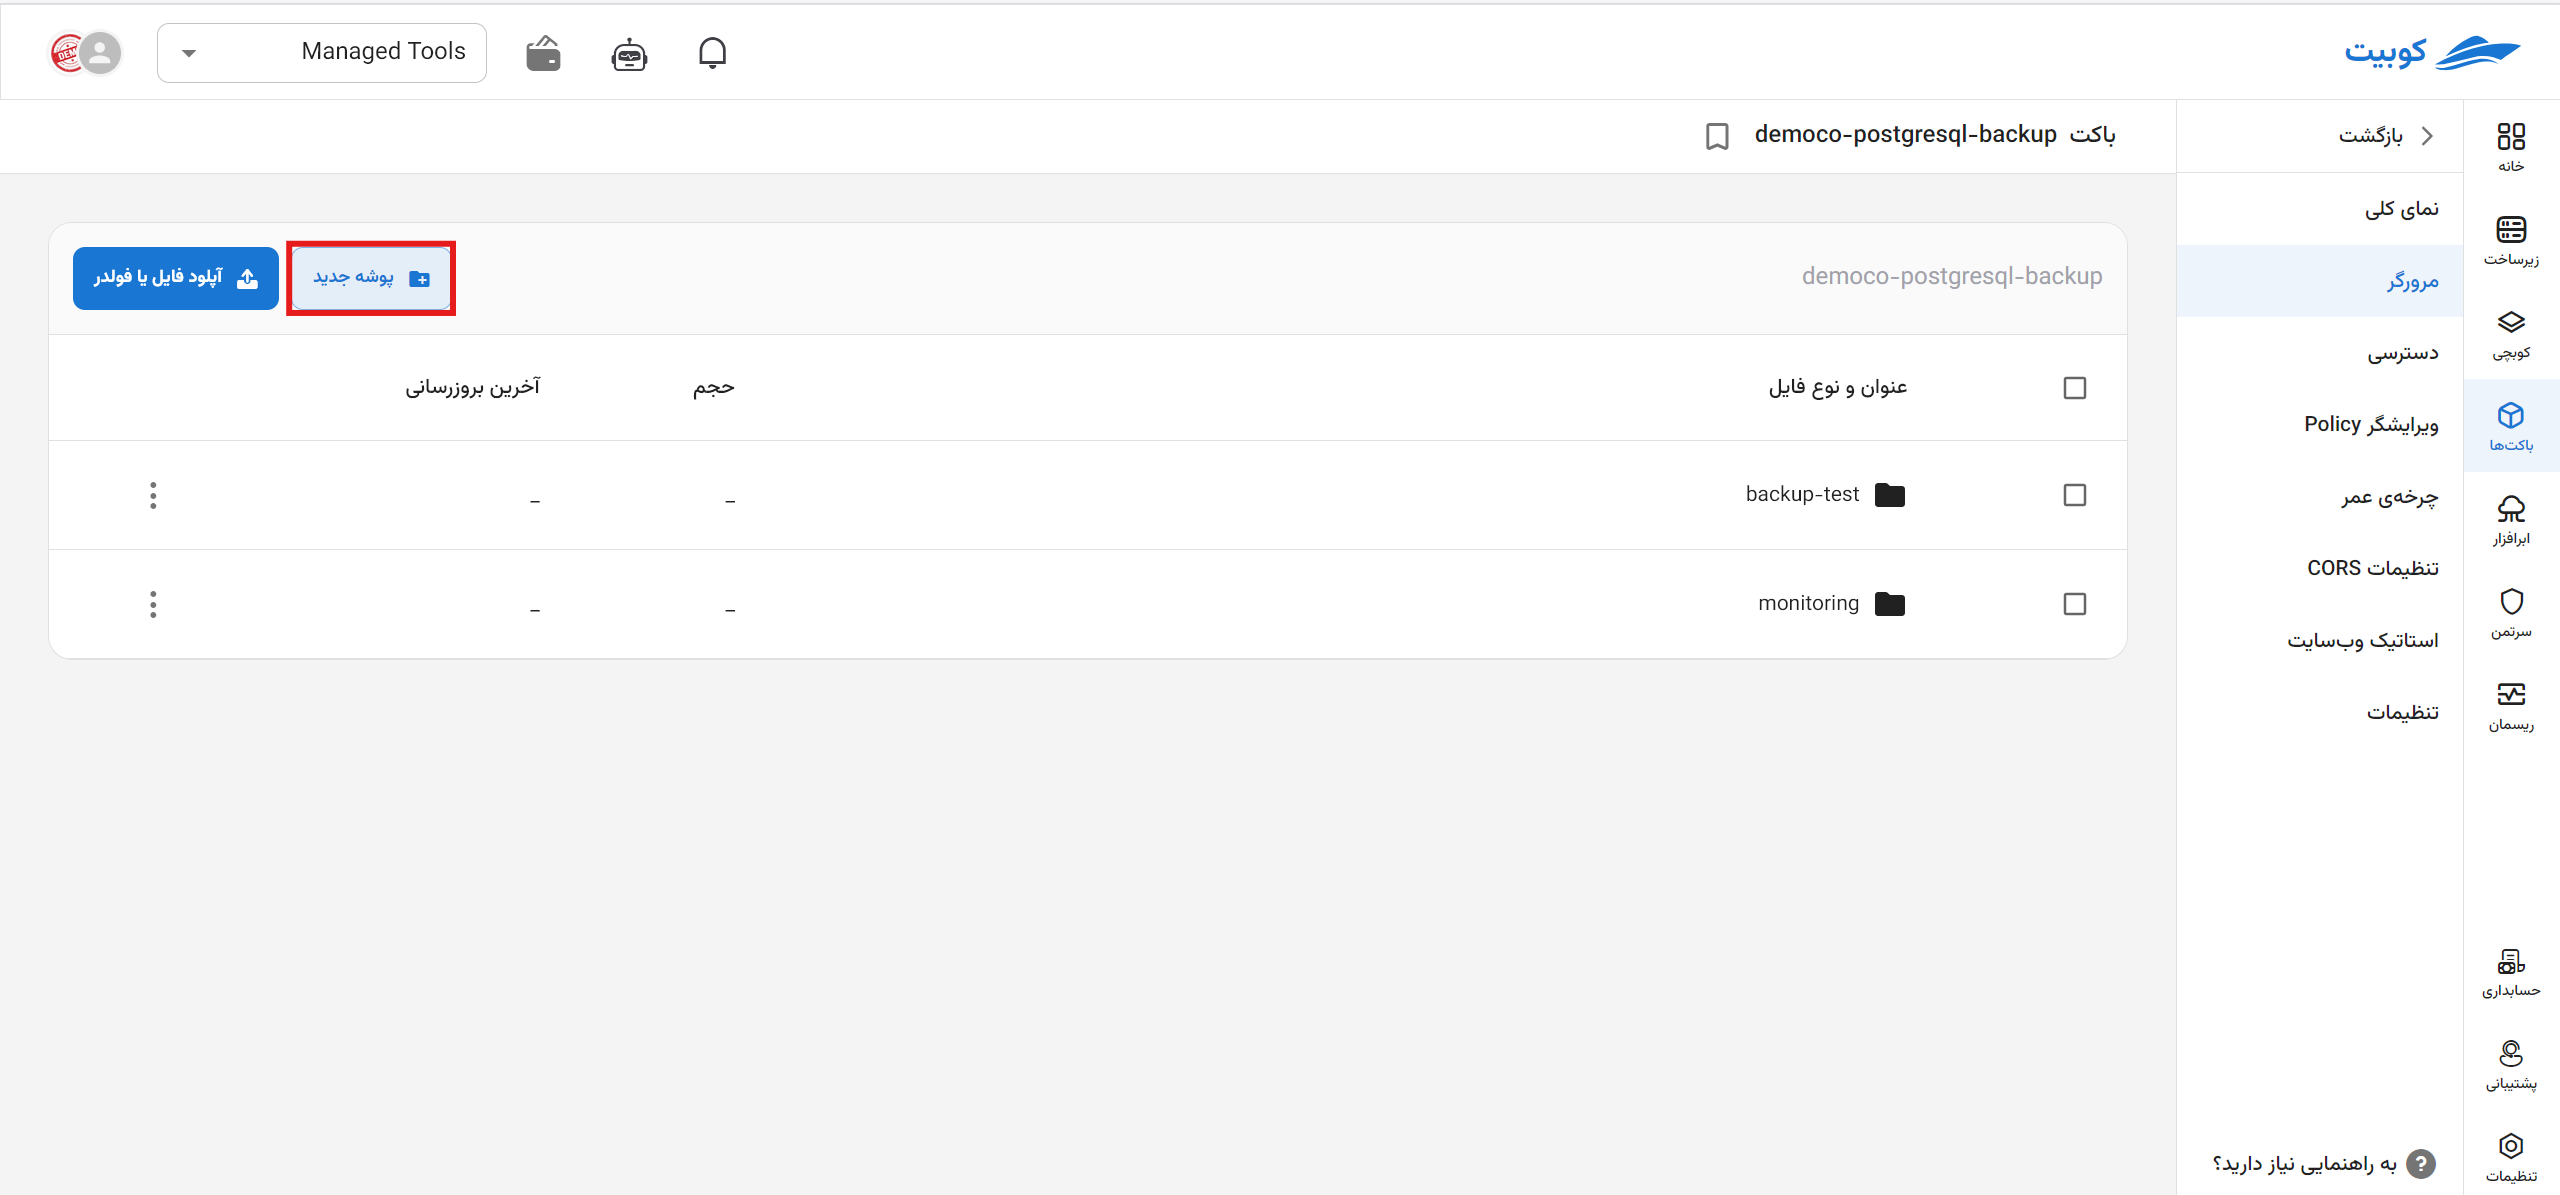 کوبیت
Managed Tools
DEMO
خانه
زیرساخت
کوبچی
باکت‌ها
ابرافزار
سرتمن
ریسمان
حسابداری
پشتیبانی
تنظیمات
بازگشت
نمای کلی
مرورگر
دسترسی
ویرایشگر Policy
چرخه‌ی عمر
تنظیمات CORS
استاتیک وب‌سایت
تنظیمات
به راهنمایی نیاز دارید؟
باکت democo-postgresql-backup
democo-postgresql-backup
پوشه جدید
آپلود فایل یا فولدر
عنوان و نوع فایل حجم آخرین بروزرسانی
backup-test – –
monitoring – –